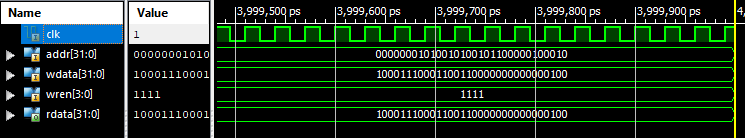 Name Value 3,999,500 ps 3,999,600 ps 3,999,700 ps 3,999,800 ps 3,999,900 ps 4,
clk 1
addr[31:0] 00000001010 00000001010010100101100000100010
wdata[31:0] 10001110001 10001110001100110000000000000100
wren[3:0] 1111 1111
rdata[31:0] 10001110001 10001110001100110000000000000100